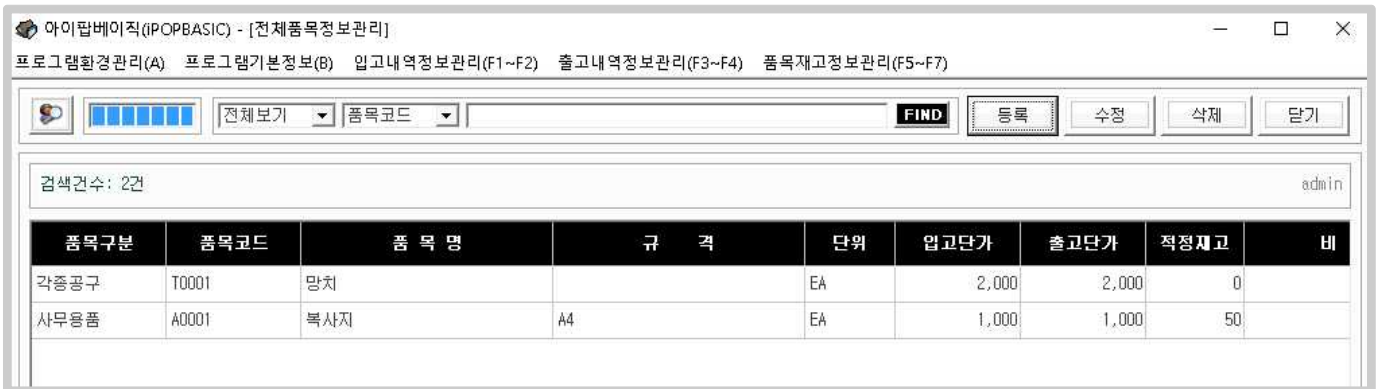 아이팝베이직(iPOPBASIC) - [전체품목정보관리]
프로그램환경관리(A) 프로그램기본정보(B) 입고내역정보관리(F1~F2) 출고내역정보관리(F3~F4) 품목재고정보관리(F5~F7)
전체보기 품목코드 FIND 등록 수정 삭제 닫기
검색건수: 2건 admin
품목구분 품목코드 품 목 명 규 격 단위 입고단가 출고단가 적정재고 비
각종공구 T0001 망치 EA 2,000 2,000 0
사무용품 A0001 복사지 A4 EA 1,000 1,000 50